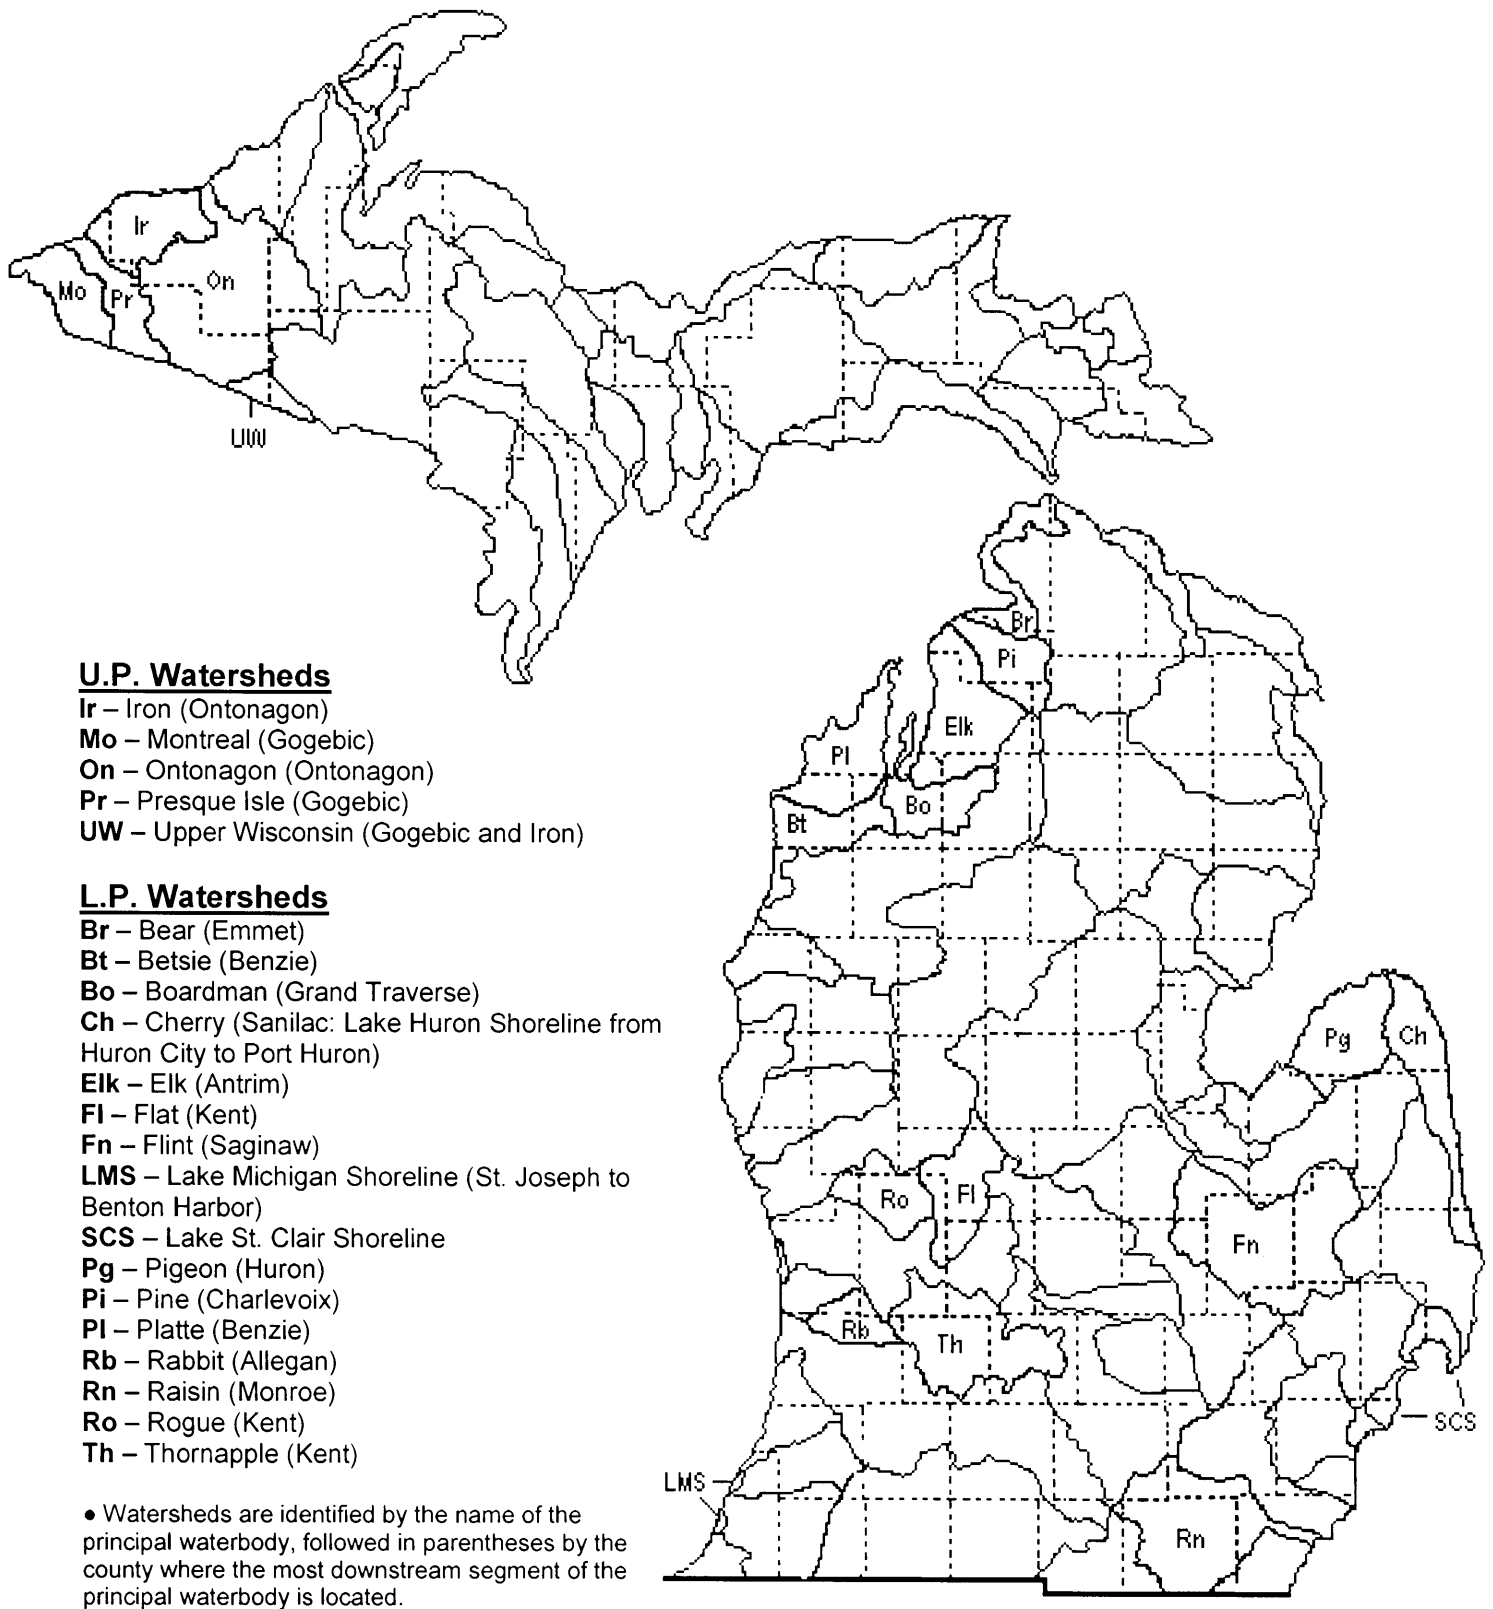 Ir
On
Mo
Pr
UW
Br
Pi
Elk
Pl
Bo
Bt
Pg
Ch
Ro
Fl
Fn
Rb
Th
SCS
LMS
Rn
U.P. Watersheds
Ir – Iron (Ontonagon)
Mo – Montreal (Gogebic)
On – Ontonagon (Ontonagon)
Pr – Presque Isle (Gogebic)
UW – Upper Wisconsin (Gogebic and Iron)
L.P. Watersheds
Br – Bear (Emmet)
Bt – Betsie (Benzie)
Bo – Boardman (Grand Traverse)
Ch – Cherry (Sanilac: Lake Huron Shoreline from
Huron City to Port Huron)
Elk – Elk (Antrim)
Fl – Flat (Kent)
Fn – Flint (Saginaw)
LMS – Lake Michigan Shoreline (St. Joseph to
Benton Harbor)
SCS – Lake St. Clair Shoreline
Pg – Pigeon (Huron)
Pi – Pine (Charlevoix)
Pl – Platte (Benzie)
Rb – Rabbit (Allegan)
Rn – Raisin (Monroe)
Ro – Rogue (Kent)
Th – Thornapple (Kent)
● Watersheds are identified by the name of the
principal waterbody, followed in parentheses by the
county where the most downstream segment of the
principal waterbody is located.